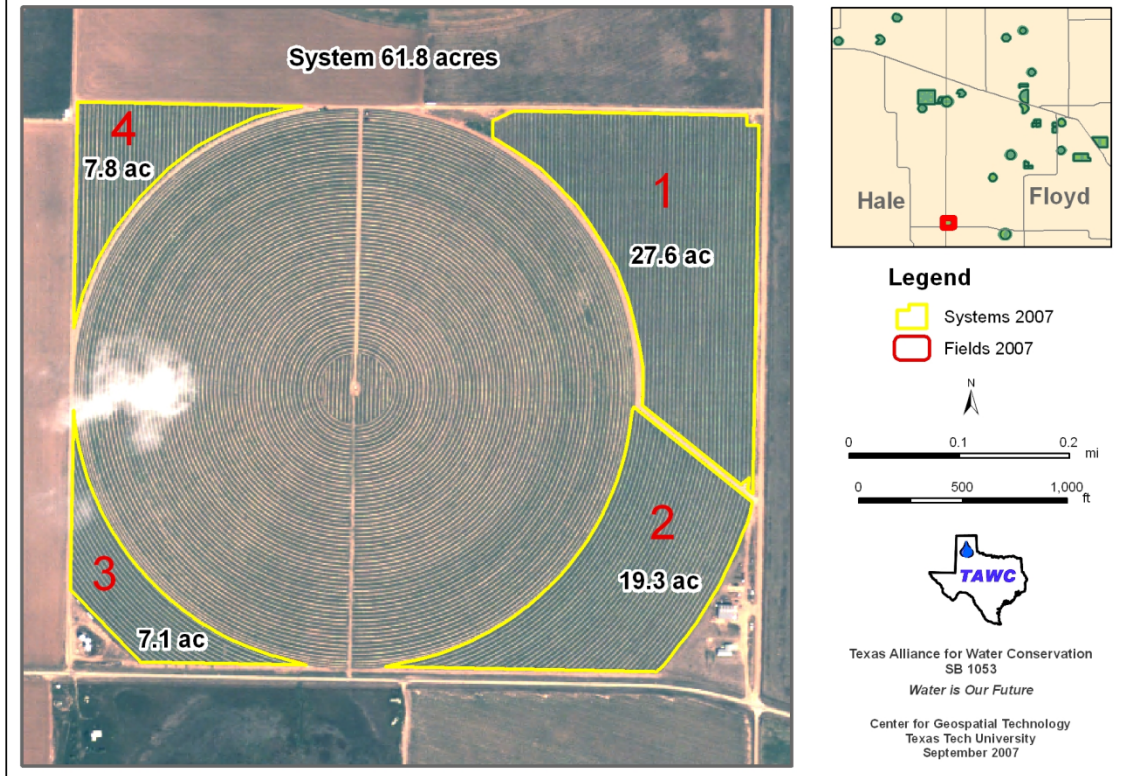 System 61.8 acres
4
7.8 ac
1
27.6 ac
2
19.3 ac
3
7.1 ac
Hale
Floyd
Legend
Systems 2007
Fields 2007
N
0 0.1 0.2
mi
0 500 1,000
ft
TAWC
Texas Alliance for Water Conservation
SB 1053
Water is Our Future
Center for Geospatial Technology
Texas Tech University
September 2007